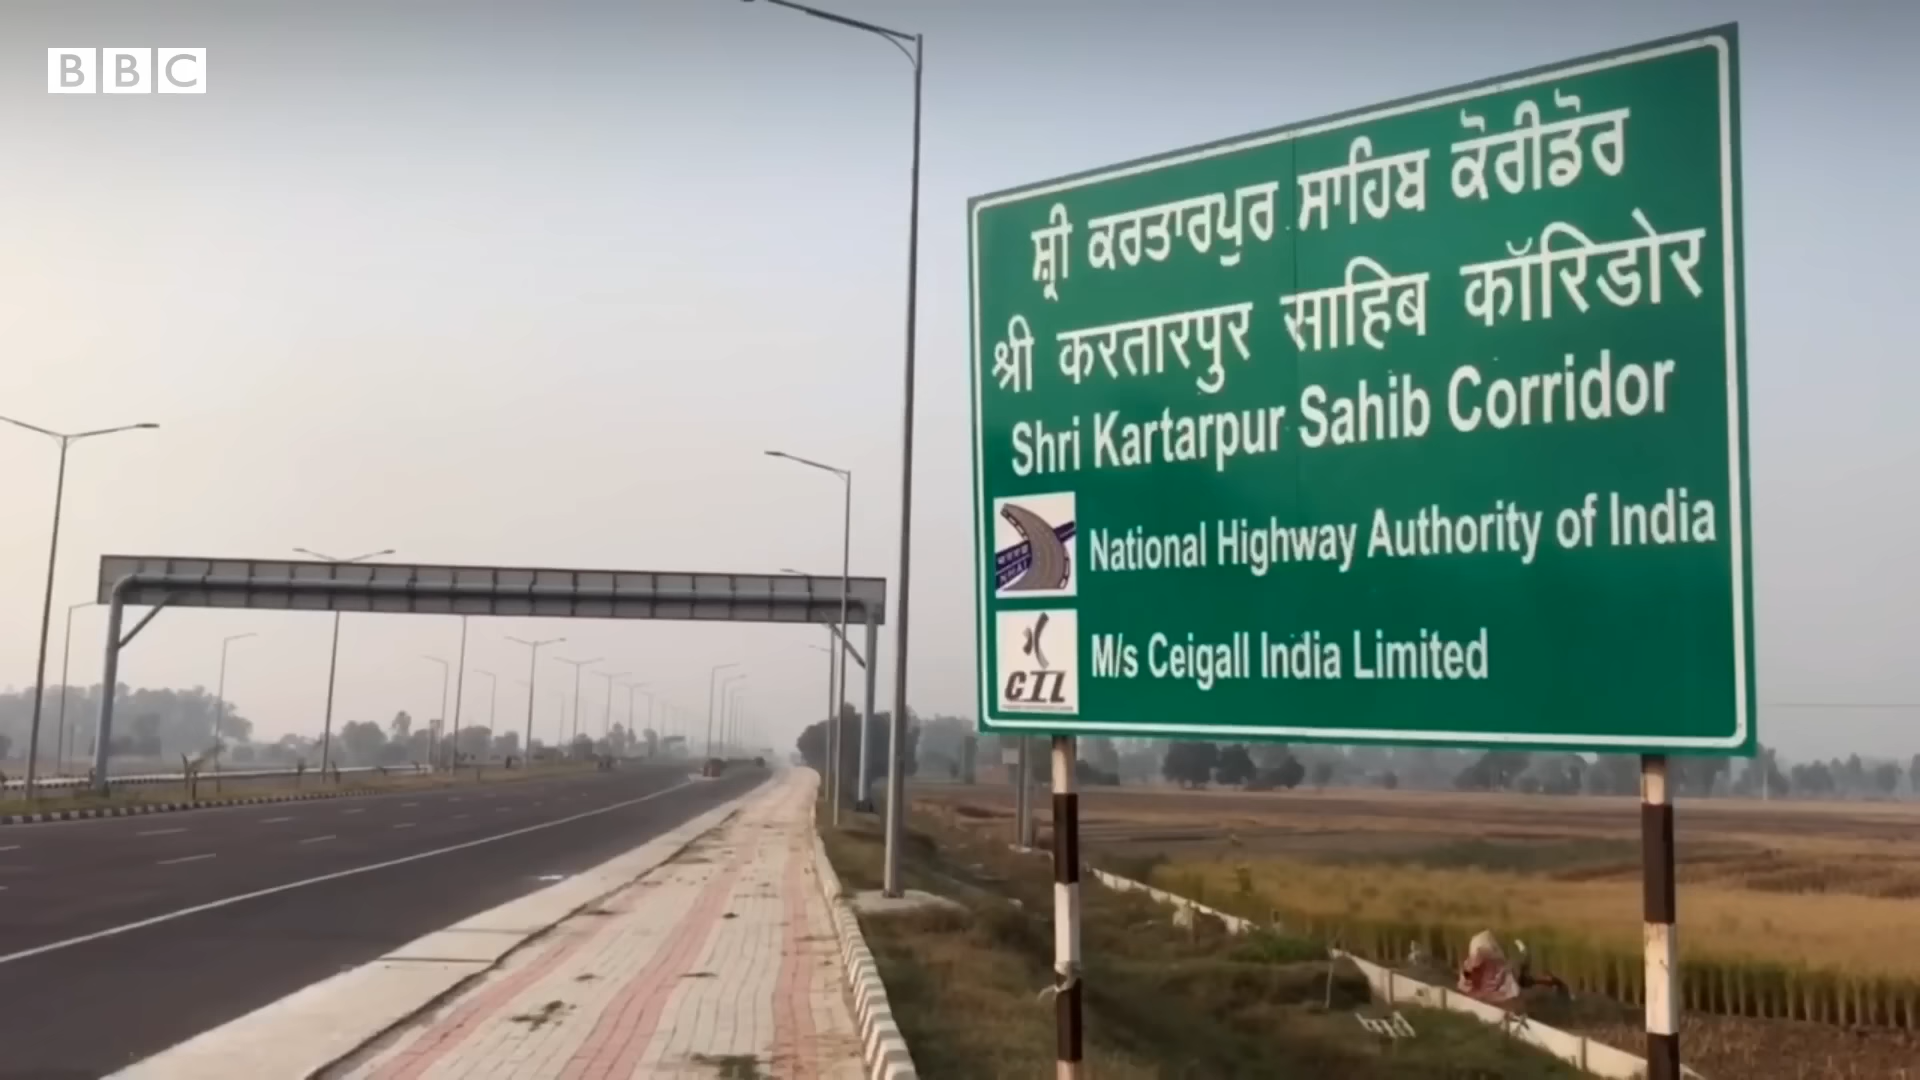 BBC
ਸ਼੍ਰੀ ਕਰਤਾਰਪੁਰ ਸਾਹਿਬ ਕੋਰੀਡੋਰ
श्री करतारपुर साहिब कॉरिडोर
Shri Kartarpur Sahib Corridor
National Highway Authority of India
CIL
M/s Ceigall India Limited